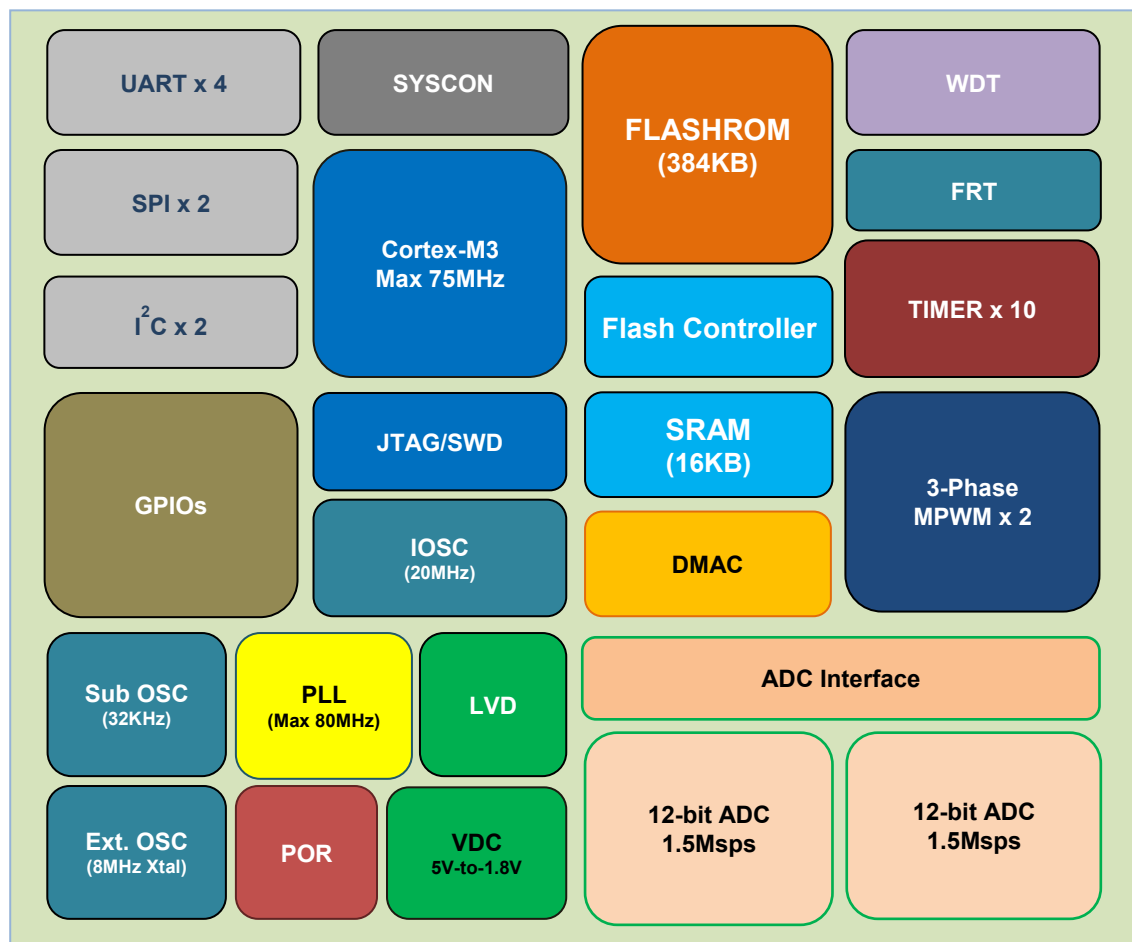 UART x 4
SYSCON
FLASHROM
(384KB)
WDT
SPI x 2
Cortex-M3
Max 75MHz
FRT
I²C x 2
Flash Controller
TIMER x 10
GPIOs
JTAG/SWD
SRAM
(16KB)
3-Phase
MPWM x 2
IOSC
(20MHz)
DMAC
Sub OSC
(32KHz)
PLL
(Max 80MHz)
LVD
ADC Interface
Ext. OSC
(8MHz Xtal)
POR
VDC
5V-to-1.8V
12-bit ADC
1.5Msps
12-bit ADC
1.5Msps